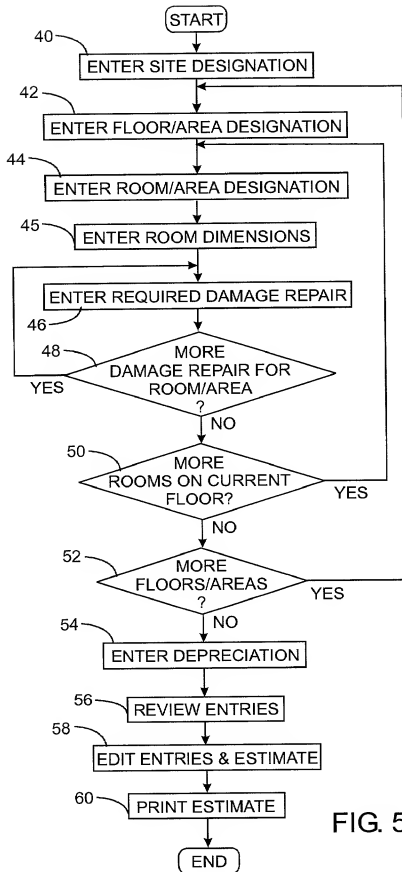 START
40
ENTER SITE DESIGNATION
42
ENTER FLOOR/AREA DESIGNATION
44
ENTER ROOM/AREA DESIGNATION
45
ENTER ROOM DIMENSIONS
ENTER REQUIRED DAMAGE REPAIR
46
48
MORE
DAMAGE REPAIR FOR
ROOM/AREA
?
YES
NO
50
MORE
ROOMS ON CURRENT
FLOOR?
YES
NO
52
MORE
FLOORS/AREAS
?
YES
NO
54
ENTER DEPRECIATION
56
REVIEW ENTRIES
58
EDIT ENTRIES & ESTIMATE
60
PRINT ESTIMATE
END
FIG. 5